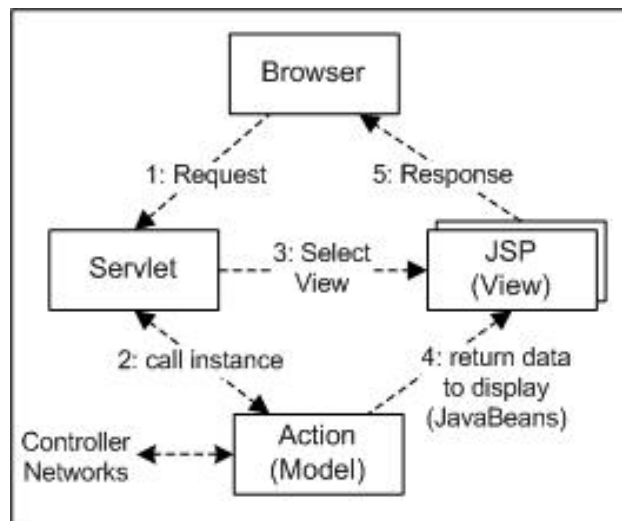 Browser
1: Request
5: Response
Servlet
3: Select
View
JSP
(View)
2: call instance
4: return data
to display
(JavaBeans)
Controller
Networks
Action
(Model)